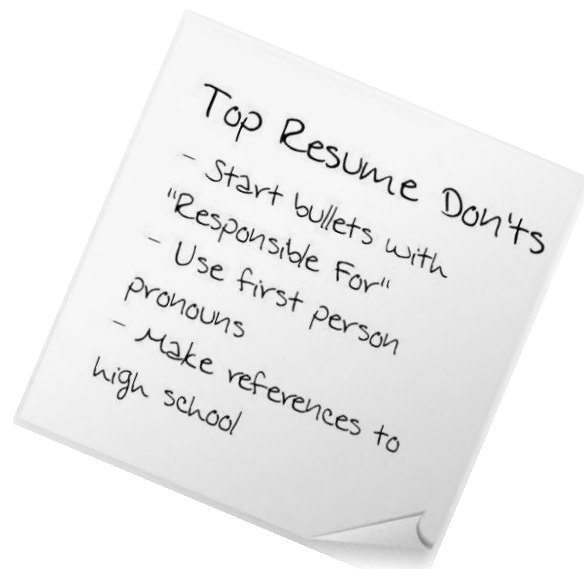 Top Resume Don'ts
- Start bullets with
"Responsible For"
- Use first person
pronouns
- Make references to
high school